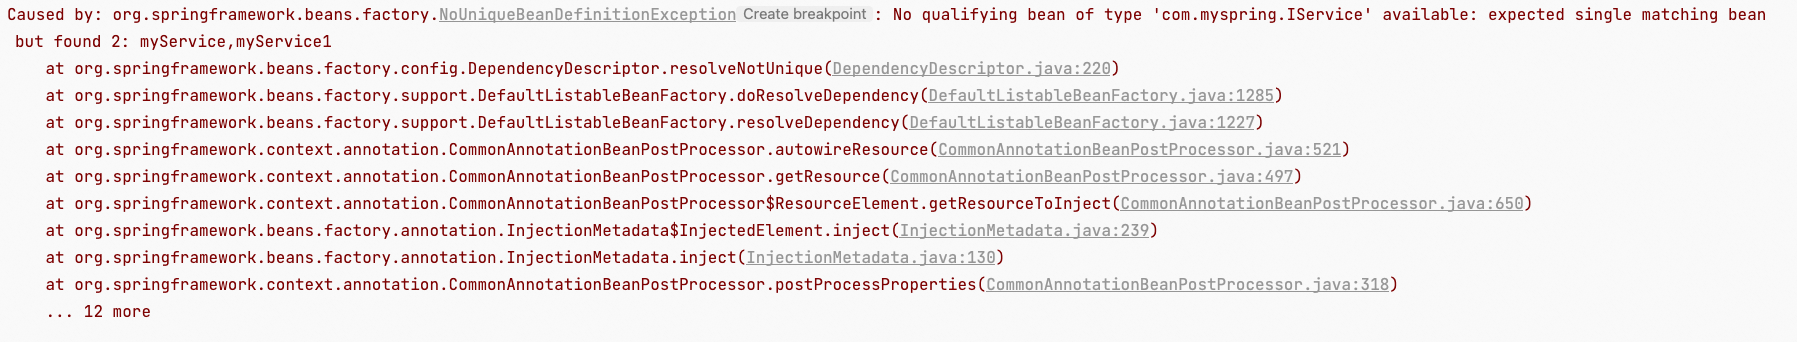 Caused by: org.springframework.beans.factory.NoUniqueBeanDefinitionException Create breakpoint : No qualifying bean of type 'com.myspring.IService' available: expected single matching bean
but found 2: myService,myService1
at org.springframework.beans.factory.config.DependencyDescriptor.resolveNotUnique(DependencyDescriptor.java:220)
at org.springframework.beans.factory.support.DefaultListableBeanFactory.doResolveDependency(DefaultListableBeanFactory.java:1285)
at org.springframework.beans.factory.support.DefaultListableBeanFactory.resolveDependency(DefaultListableBeanFactory.java:1227)
at org.springframework.context.annotation.CommonAnnotationBeanPostProcessor.autowireResource(CommonAnnotationBeanPostProcessor.java:521)
at org.springframework.context.annotation.CommonAnnotationBeanPostProcessor.getResource(CommonAnnotationBeanPostProcessor.java:497)
at org.springframework.context.annotation.CommonAnnotationBeanPostProcessor$ResourceElement.getResourceToInject(CommonAnnotationBeanPostProcessor.java:650)
at org.springframework.beans.factory.annotation.InjectionMetadata$InjectedElement.inject(InjectionMetadata.java:239)
at org.springframework.beans.factory.annotation.InjectionMetadata.inject(InjectionMetadata.java:130)
at org.springframework.context.annotation.CommonAnnotationBeanPostProcessor.postProcessProperties(CommonAnnotationBeanPostProcessor.java:318)
... 12 more